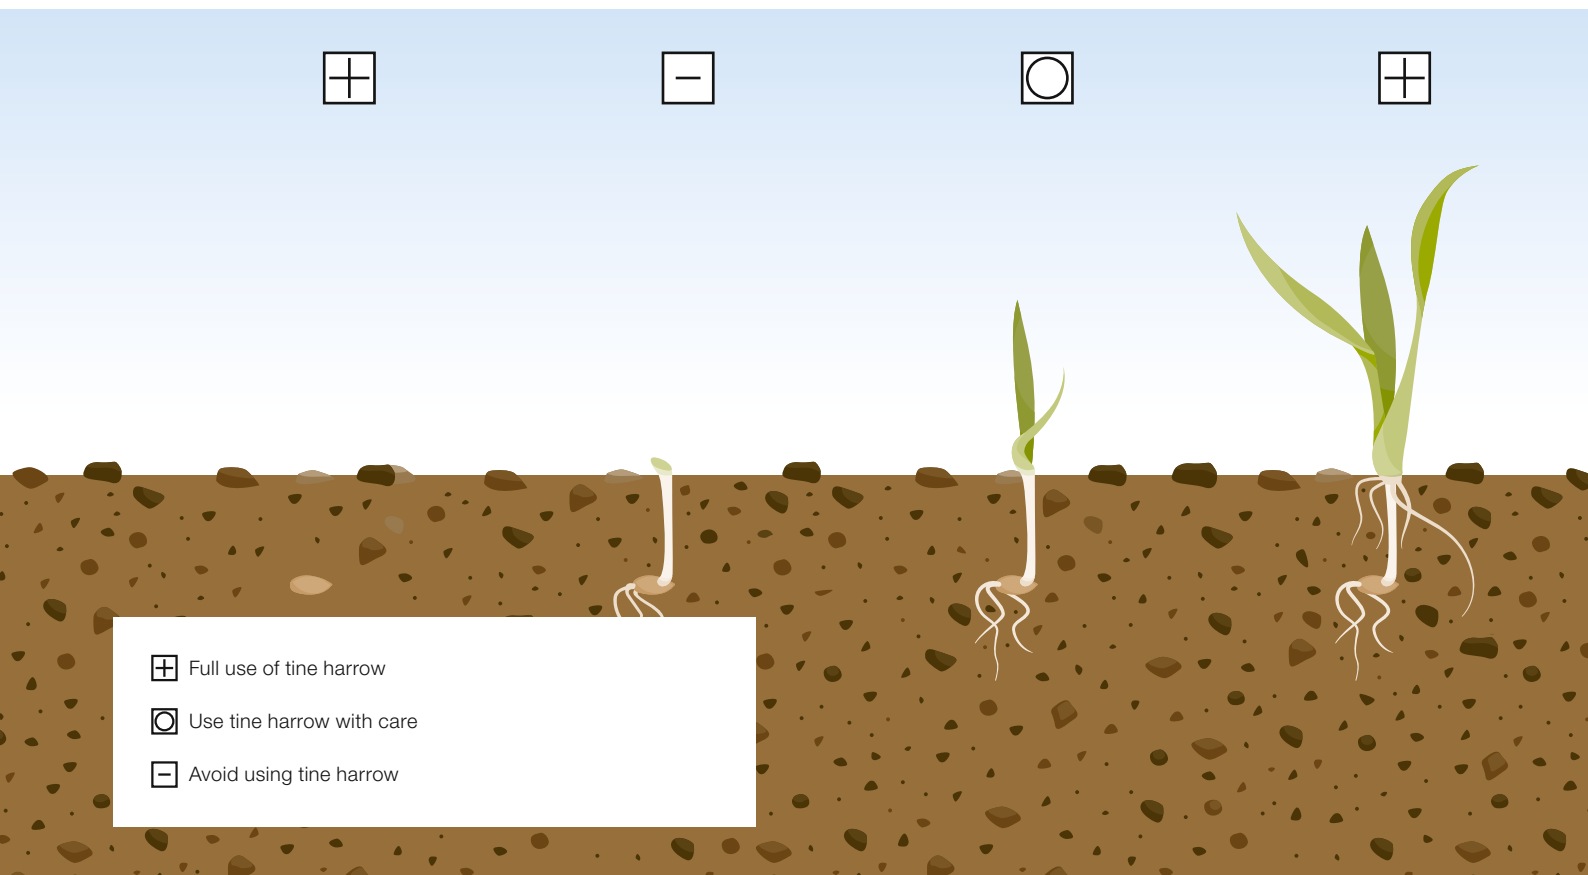 Full use of tine harrow
Use tine harrow with care
Avoid using tine harrow